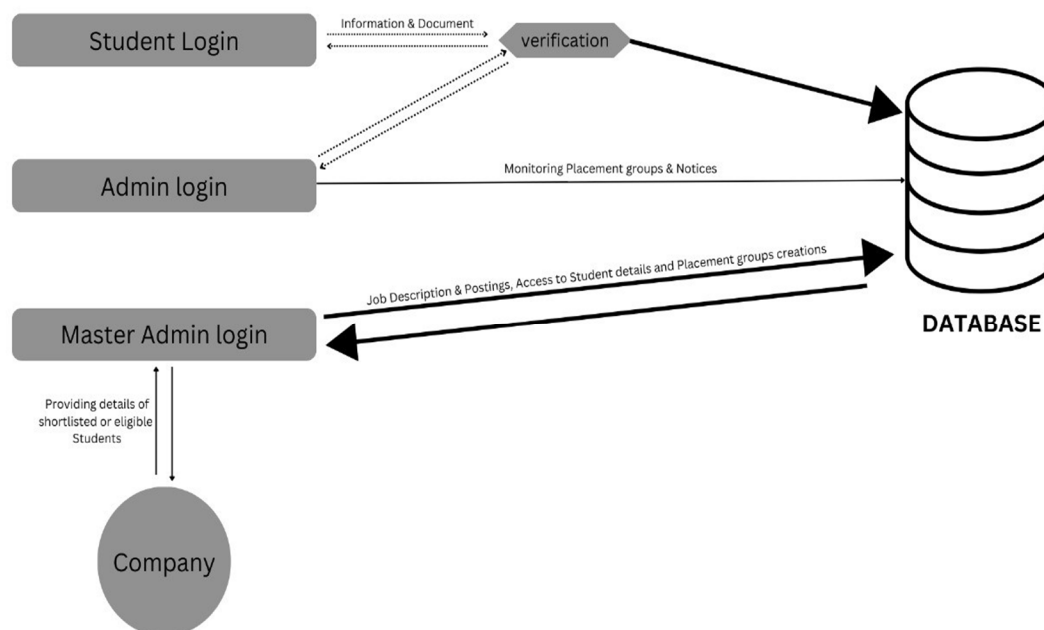 Information & Document
Student Login
verification
Admin login
Monitoring Placement groups & Notices
Job Description & Postings, Access to Student details and Placement groups creations
DATABASE
Master Admin login
Providing details of
shortlisted or eligible
Students
Company